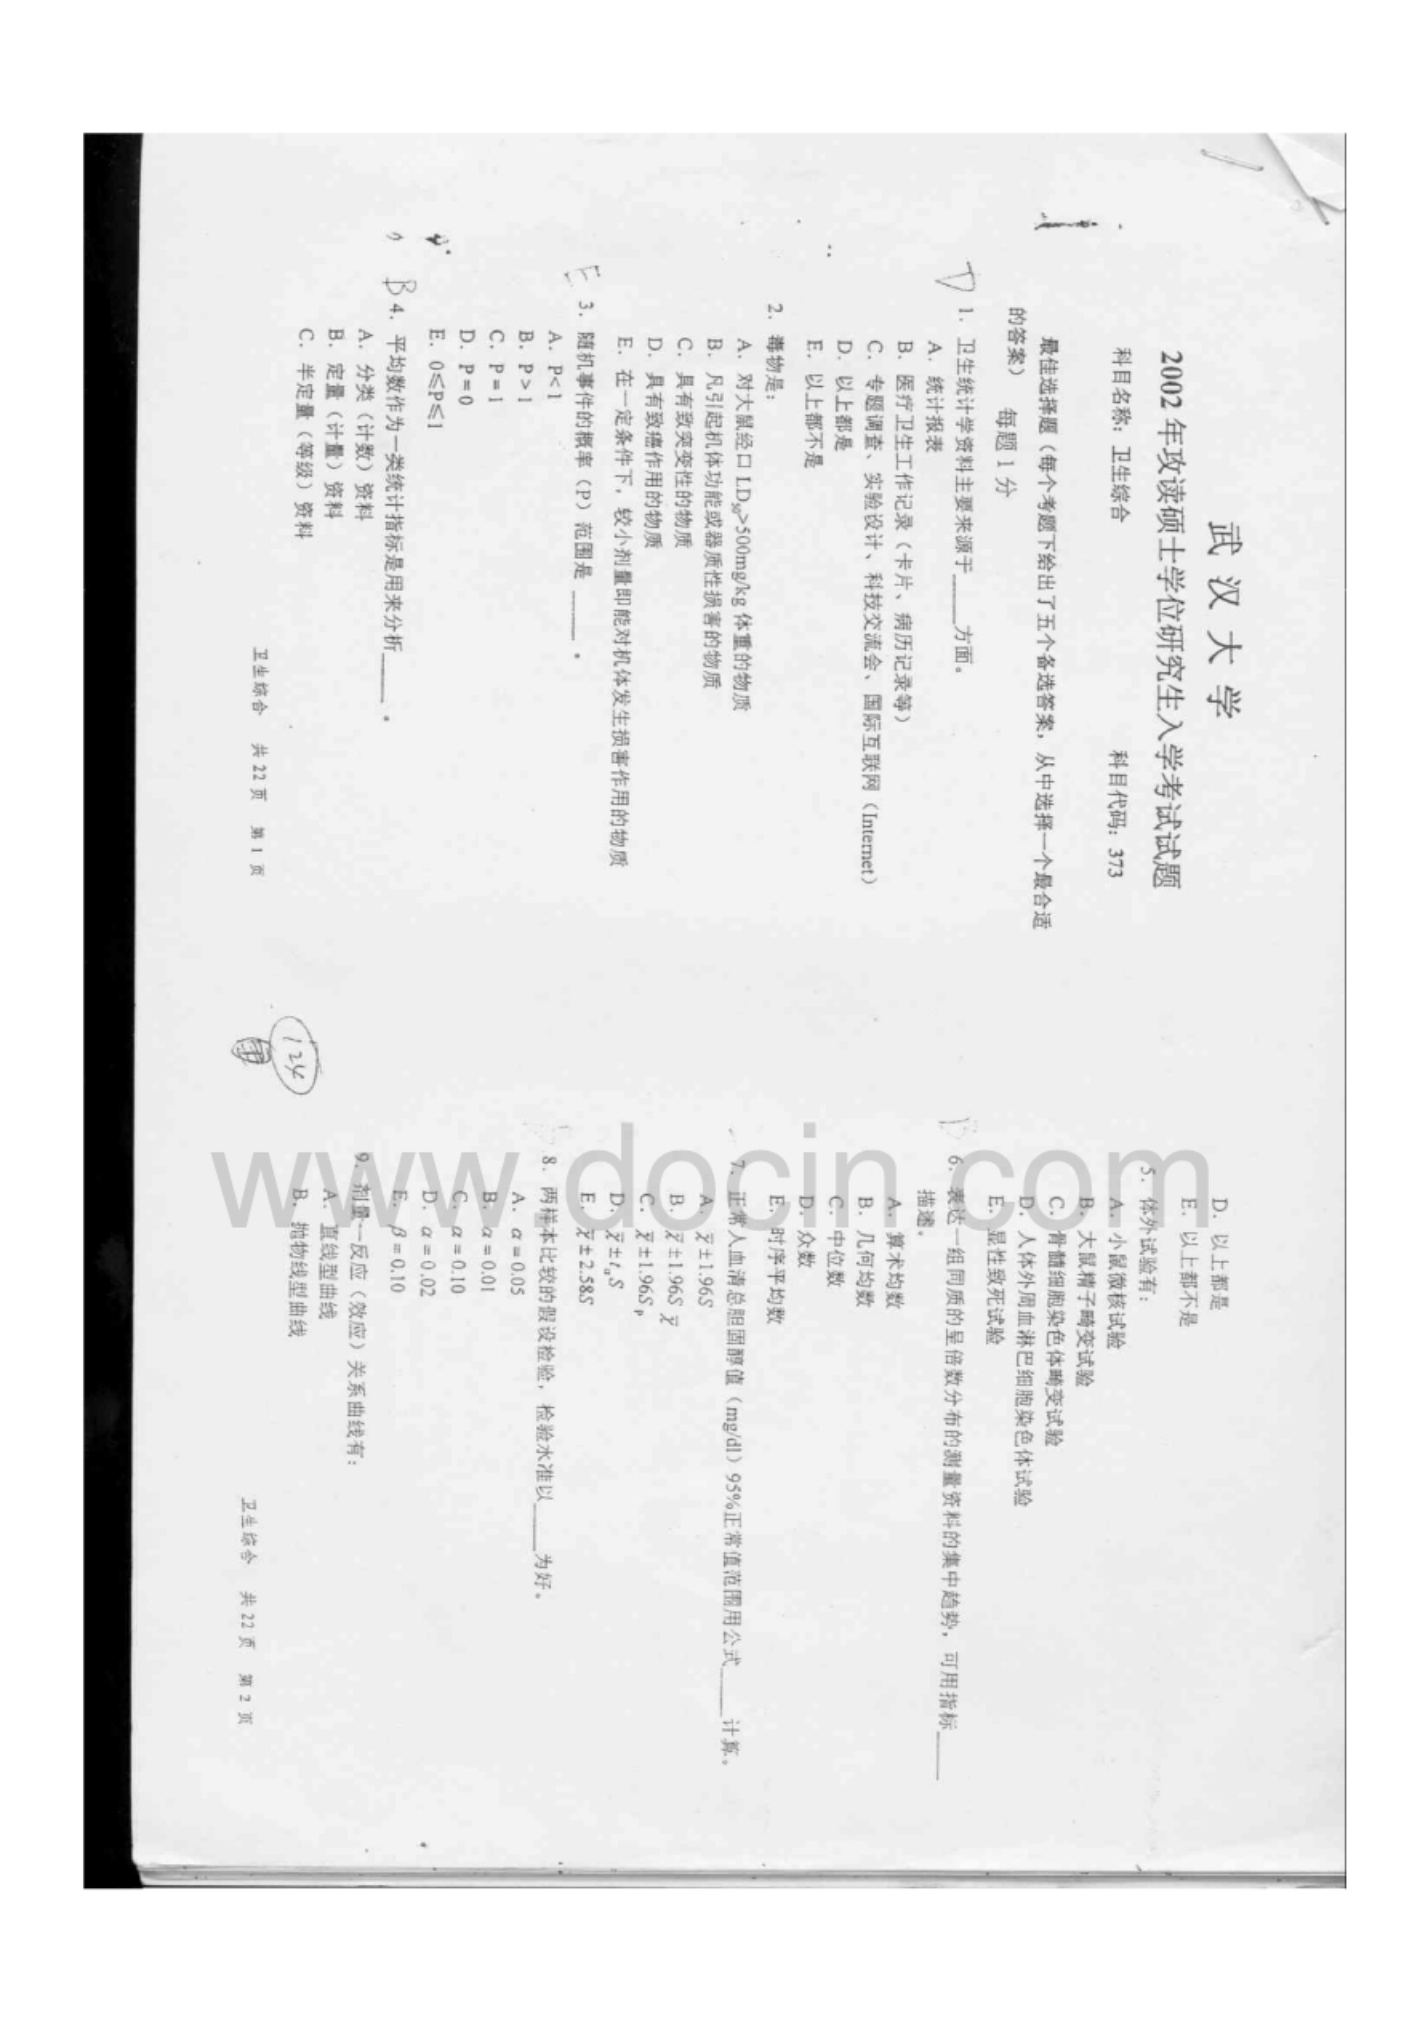 武汉大学
2002 年攻读硕士学位研究生入学考试试题
科目名称：卫生综合 科目代码：373
最佳选择题（每个考题下给出了五个备选答案，从中选择一个最合适
的答案） 每题 1 分
D 1. 卫生统计学资料主要来源于____方面。
A. 统计报表
B. 医疗卫生工作记录（卡片、病历记录等）
C. 专题调查、实验设计、科技交流会、国际互联网（Internet）
D. 以上都是
E. 以上都不是
2. 毒物是：
A. 对大鼠经口 LD₅₀>500mg/kg 体重的物质
B. 凡引起机体功能或器质性损害的物质
C. 具有致突变性的物质
D. 具有致癌作用的物质
E. 在一定条件下，较小剂量即能对机体发生损害作用的物质
E 3. 随机事件的概率（P）范围是 ____ 。
A. P<1
B. P>1
C. P=1
D. P=0
E. 0≤P≤1
B 4. 平均数作为一类统计指标是用来分析____ 。
A. 分类（计数）资料
B. 定量（计量）资料
C. 半定量（等级）资料
卫生综合 共 22 页 第 1 页
124
D. 以上都是
E. 以上都不是
5. 体外试验有：
A. 小鼠微核试验
B. 大鼠精子畸变试验
C. 骨髓细胞染色体畸变试验
D. 人体外周血淋巴细胞染色体试验
E. 显性致死试验
B 6. 表达一组同质的呈倍数分布的测量资料的集中趋势，可用指标____
描述。
A. 算术均数
B. 几何均数
C. 中位数
D. 众数
E. 时序平均数
7. 正常人血清总胆固醇值（mg/dl）95%正常值范围用公式____计算。
A. x̄±1.96S
B. x̄±1.96S x̄
C. x̄±1.96S P
D. x̄±tₐS
E. x̄±2.58S
8. 两样本比较的假设检验，检验水准以____为好。
A. α=0.05
B. α=0.01
C. α=0.10
D. α=0.02
E. β=0.10
9. 剂量—反应（效应）关系曲线有：
A. 直线型曲线
B. 抛物线型曲线
卫生综合 共 22 页 第 2 页
www.docin.com